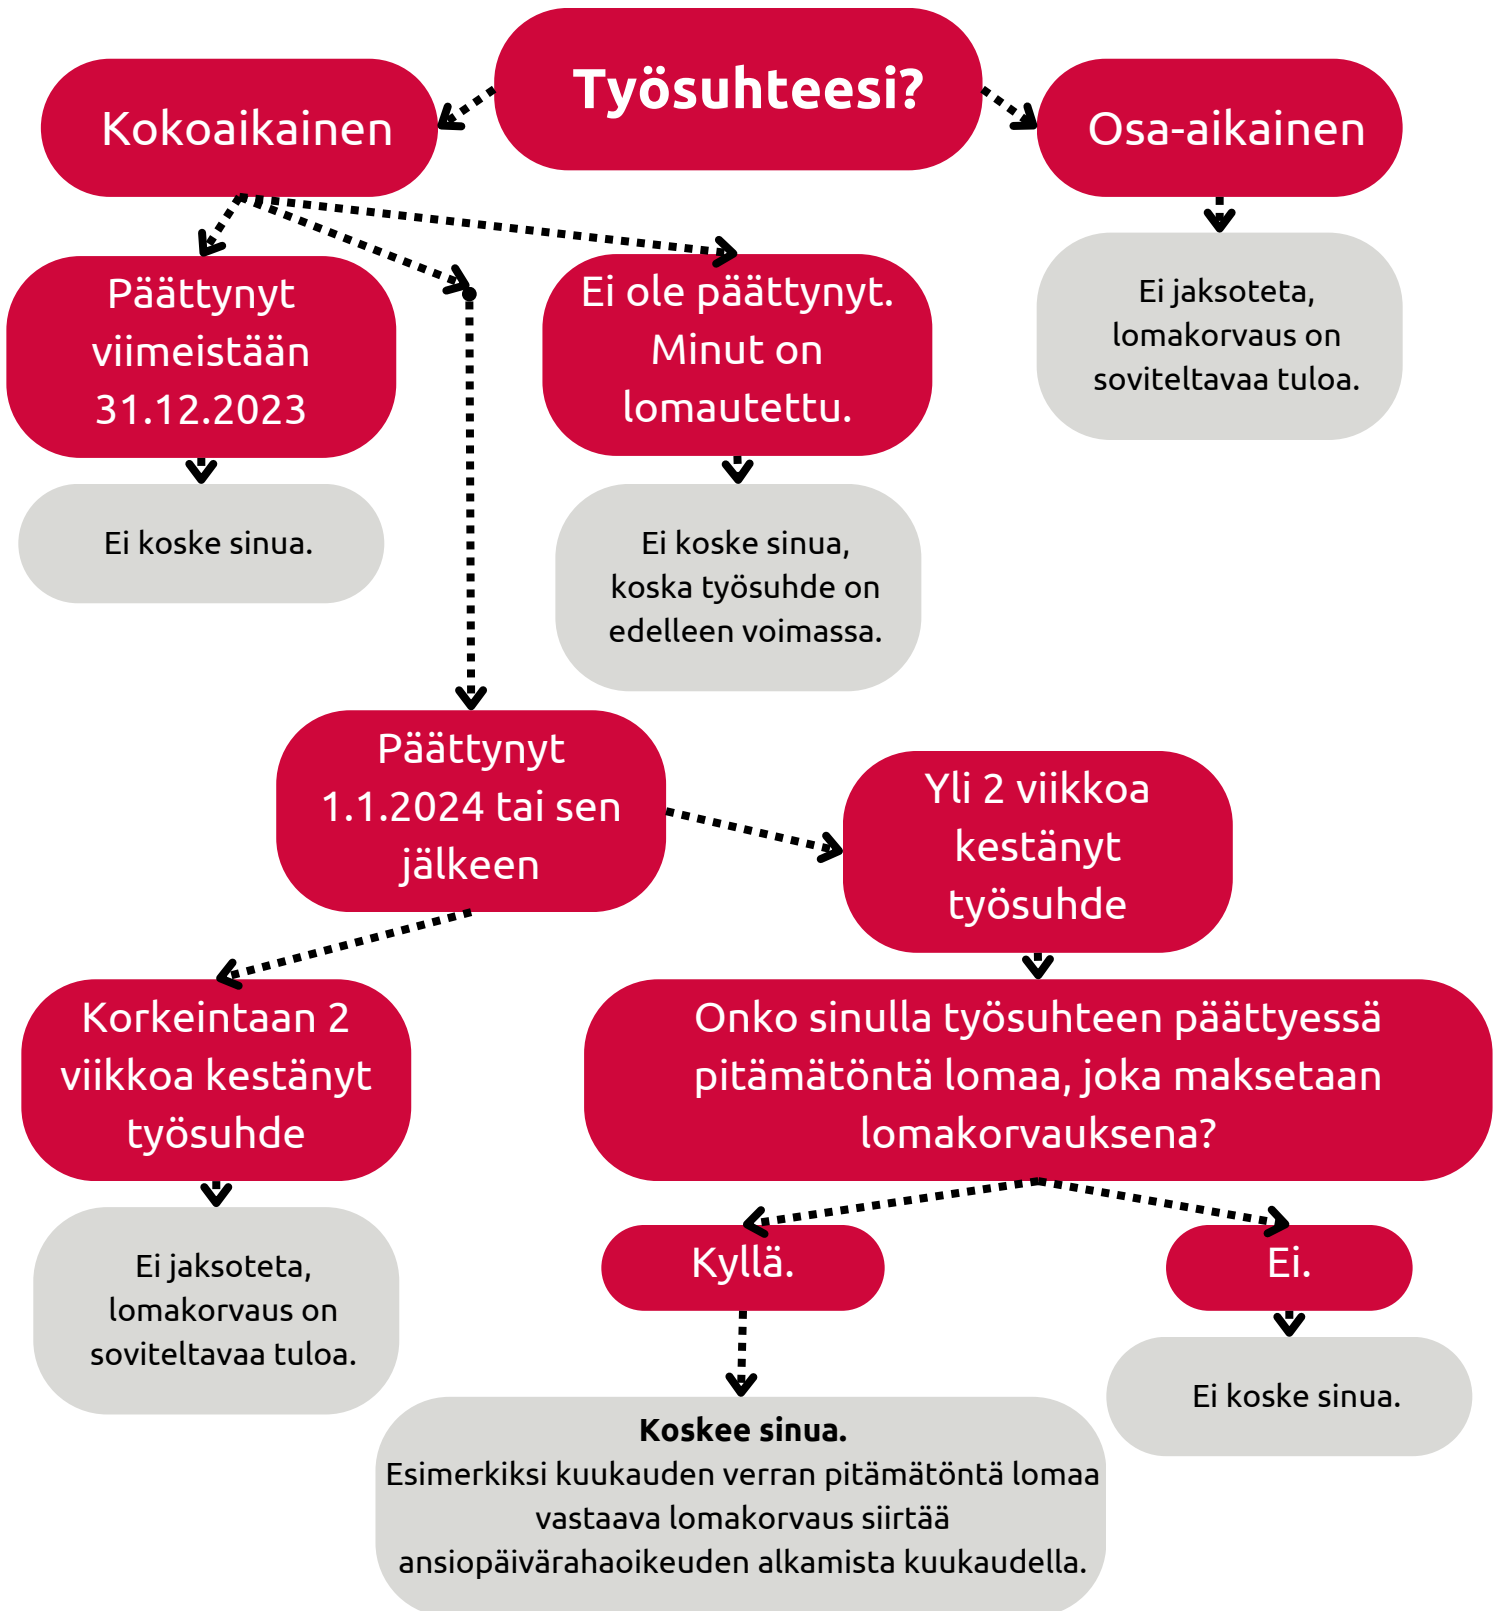 Työsuhteesi?
Kokoaikainen
Osa-aikainen
Päättynyt
viimeistään
31.12.2023
Ei ole päättynyt.
Minut on
lomautettu.
Ei jaksoteta,
lomakorvaus on
soviteltavaa tuloa.
Ei koske sinua.
Ei koske sinua,
koska työsuhde on
edelleen voimassa.
Päättynyt
1.1.2024 tai sen
jälkeen
Yli 2 viikkoa
kestänyt
työsuhde
Korkeintaan 2
viikkoa kestänyt
työsuhde
Onko sinulla työsuhteen päättyessä
pitämätöntä lomaa, joka maksetaan
lomakorvauksena?
Ei jaksoteta,
lomakorvaus on
soviteltavaa tuloa.
Kyllä.
Ei.
Ei koske sinua.
Koskee sinua.
Esimerkiksi kuukauden verran pitämätöntä lomaa
vastaava lomakorvaus siirtää
ansiopäivärahaoikeuden alkamista kuukaudella.